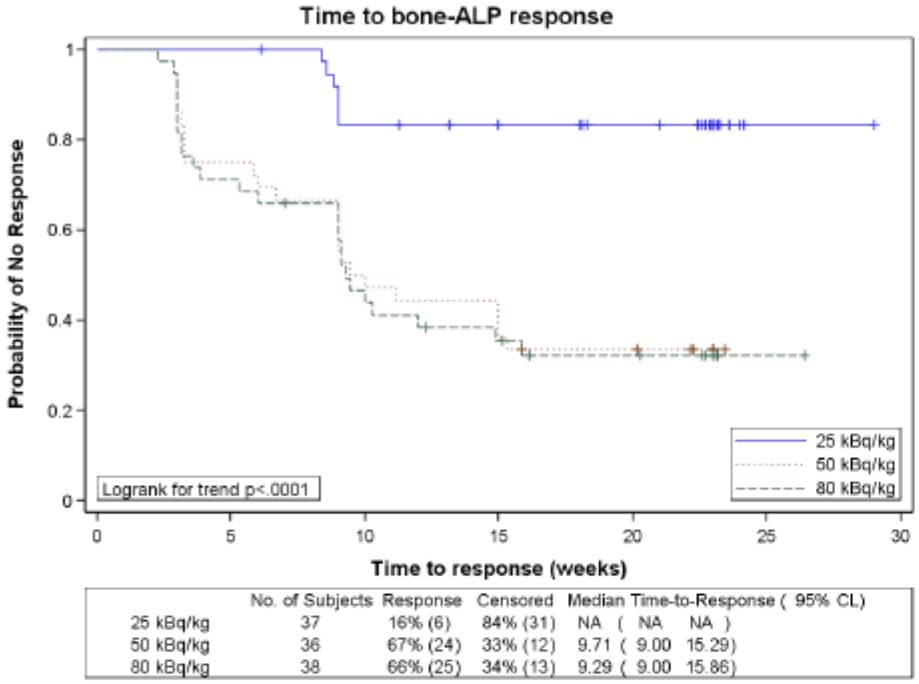 Time to bone-ALP response
Probability of No Response
1
0.8
0.6
0.4
0.2
0
25 kBq/kg
50 kBq/kg
80 kBq/kg
Logrank for trend p<.0001
0 5 10 15 20 25 30
Time to response (weeks)
No. of Subjects Response Censored Median Time-to-Response ( 95% CL)
25 kBq/kg 37 16% (6) 84% (31) NA ( NA NA )
50 kBq/kg 36 67% (24) 33% (12) 9.71 ( 9.00 15.29)
80 kBq/kg 38 66% (25) 34% (13) 9.29 ( 9.00 15.86)